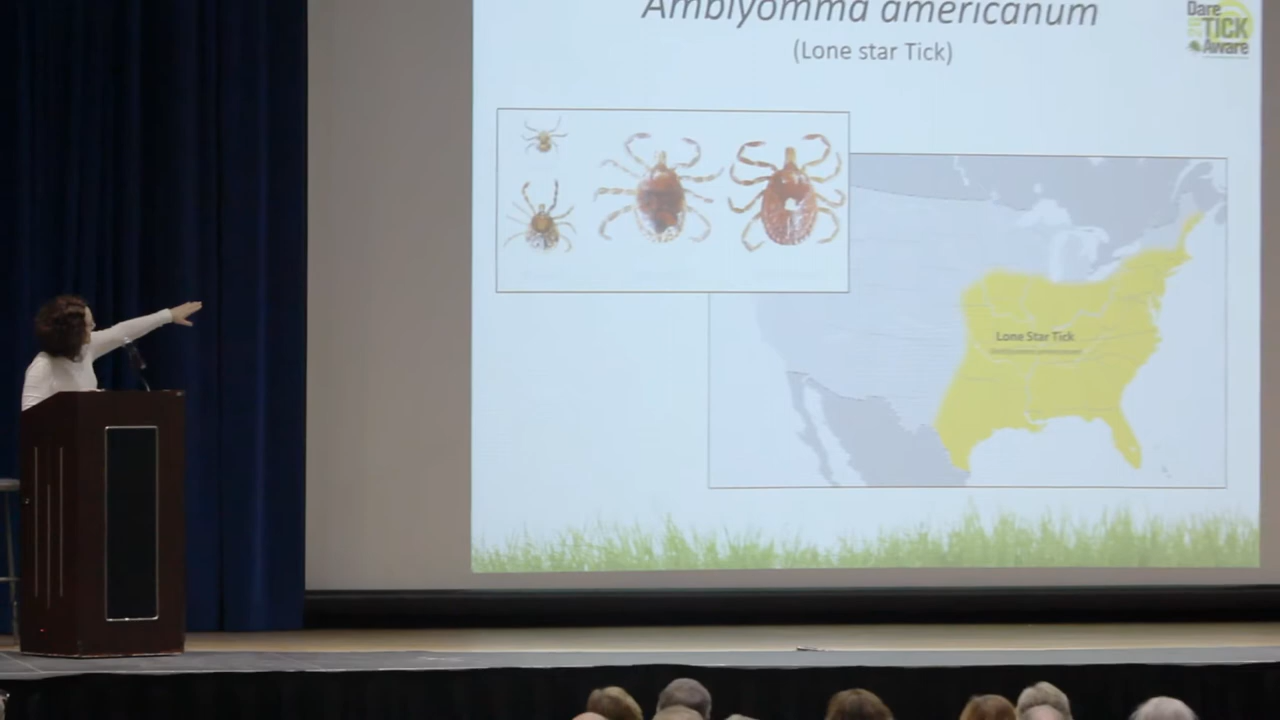 Amblyomma americanum
(Lone star Tick)
Dare
TICK
Aware
Lone Star Tick